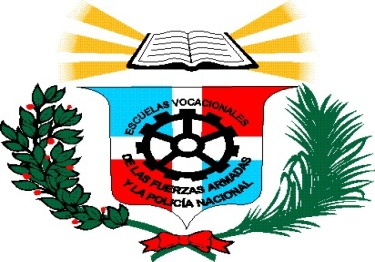 ESCUELAS VOCACIONALES
DE LAS FUERZAS ARMADAS
Y LA POLICÍA NACIONAL